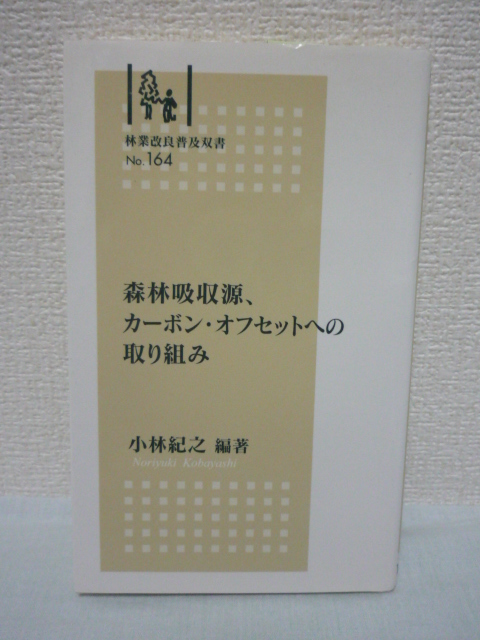 林業改良普及双書
No.164
森林吸収源、
カーボン・オフセットへの
取り組み
小林紀之 編著
Noriyuki Kobayashi